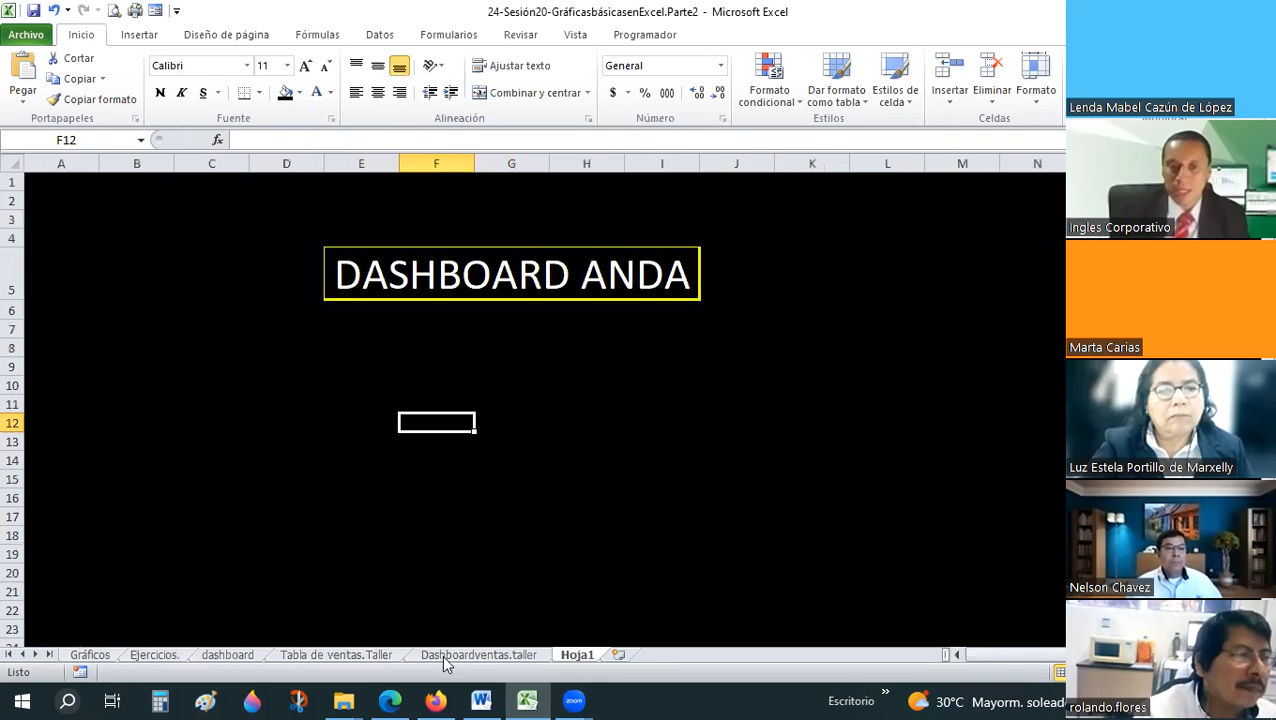 24-Sesión20-GráficasbásicasenExcel.Parte2 - Microsoft Excel
Archivo Inicio Insertar Diseño de página Fórmulas Datos Formularios Revisar Vista Programador
Pegar
Cortar
Copiar
Copiar formato
Portapapeles
Calibri 11
N K S
Fuente
Ajustar texto
Combinar y centrar
Alineación
General
$ % 000
Número
Formato condicional
Dar formato como tabla
Estilos de celda
Estilos
Insertar Eliminar Formato
Celdas
F12
fx
A B C D E F G H I J K L M N
1
2
3
4
5
6
7
8
9
10
11
12
13
14
15
16
17
18
19
20
21
22
23
DASHBOARD ANDA
Gráficos Ejercicios. dashboard Tabla de ventas.Taller Dashboardventas.taller Hoja1
Listo
Escritorio » 30°C Mayorm. soleado
Lenda Mabel Cazún de López
Ingles Corporativo
Marta Carias
Luz Estela Portillo de Marxelly
Nelson Chavez
rolando.flores